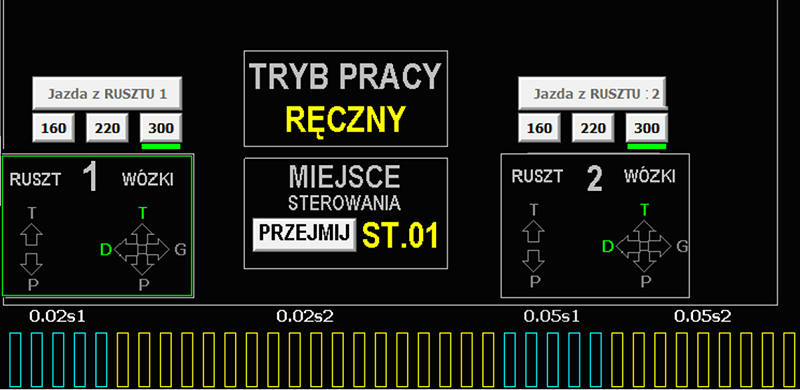 TRYB PRACY
RĘCZNY
Jazda z RUSZTU 1
160 220 300
Jazda z RUSZTU :2
160 220 300
RUSZT 1 WÓZKI
T T
D G
P P
MIEJSCE
STEROWANIA
PRZEJMIJ ST.01
RUSZT 2 WÓZKI
T T
D G
P P
0.02s1 0.02s2 0.05s1 0.05s2